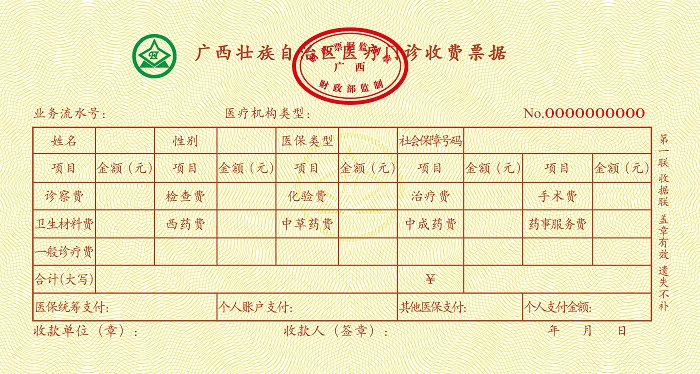 广西壮族自治区医疗门诊收费票据
财政票据监制章
广 西
财政部监制
业务流水号：
医疗机构类型：
No.0000000000
姓名 性别 医保类型 社会保障号码
项目 金额（元） 项目 金额（元） 项目 金额（元） 项目 金额（元） 项目 金额（元）
诊察费 检查费 化验费 治疗费 手术费
卫生材料费 西药费 中草药费 中成药费 药事服务费
一般诊疗费
合计(大写) ¥
医保统筹支付： 个人账户支付： 其他医保支付： 个人支付金额：
收款单位（章）： 收款人（签章）： 年 月 日
第一联 收据联 盖章有效 遗失不补